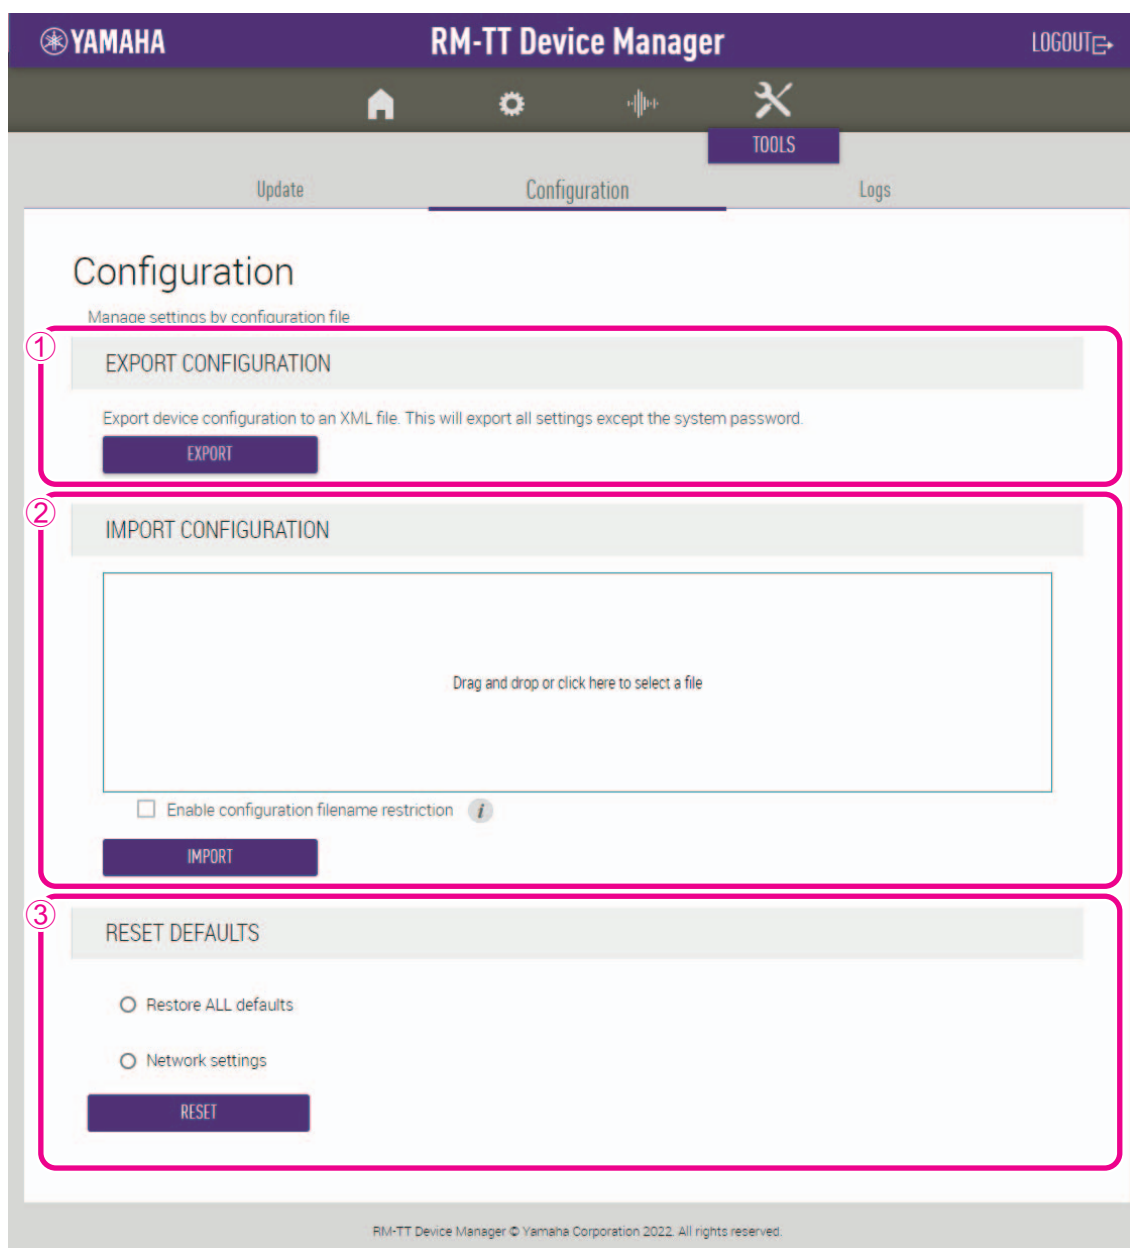 YAMAHA RM-TT Device Manager LOGOUT
TOOLS
Update Configuration Logs
Configuration
Manage settings by configuration file
1
EXPORT CONFIGURATION
Export device configuration to an XML file. This will export all settings except the system password.
EXPORT
2
IMPORT CONFIGURATION
Drag and drop or click here to select a file
Enable configuration filename restriction i
IMPORT
3
RESET DEFAULTS
Restore ALL defaults
Network settings
RESET
RM-TT Device Manager © Yamaha Corporation 2022. All rights reserved.